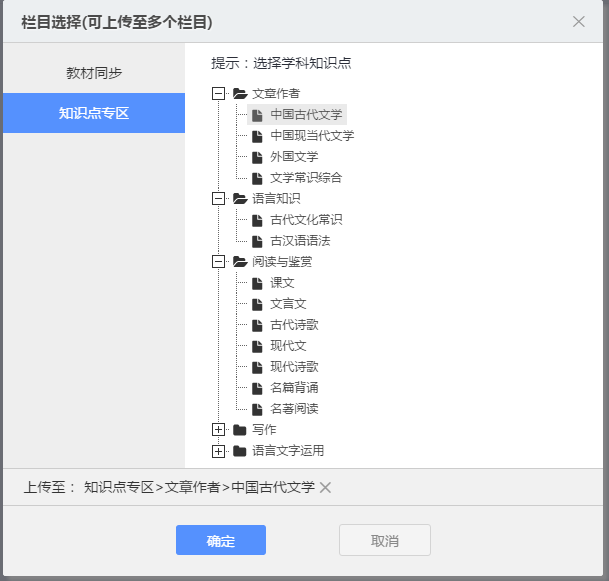 栏目选择(可上传至多个栏目)
教材同步
知识点专区
提示：选择学科知识点
文章作者
中国古代文学
中国现当代文学
外国文学
文学常识综合
语言知识
古代文化常识
古汉语语法
阅读与鉴赏
课文
文言文
古代诗歌
现代文
现代诗歌
名篇背诵
名著阅读
写作
语言文字运用
上传至： 知识点专区>文章作者>中国古代文学
确定
取消